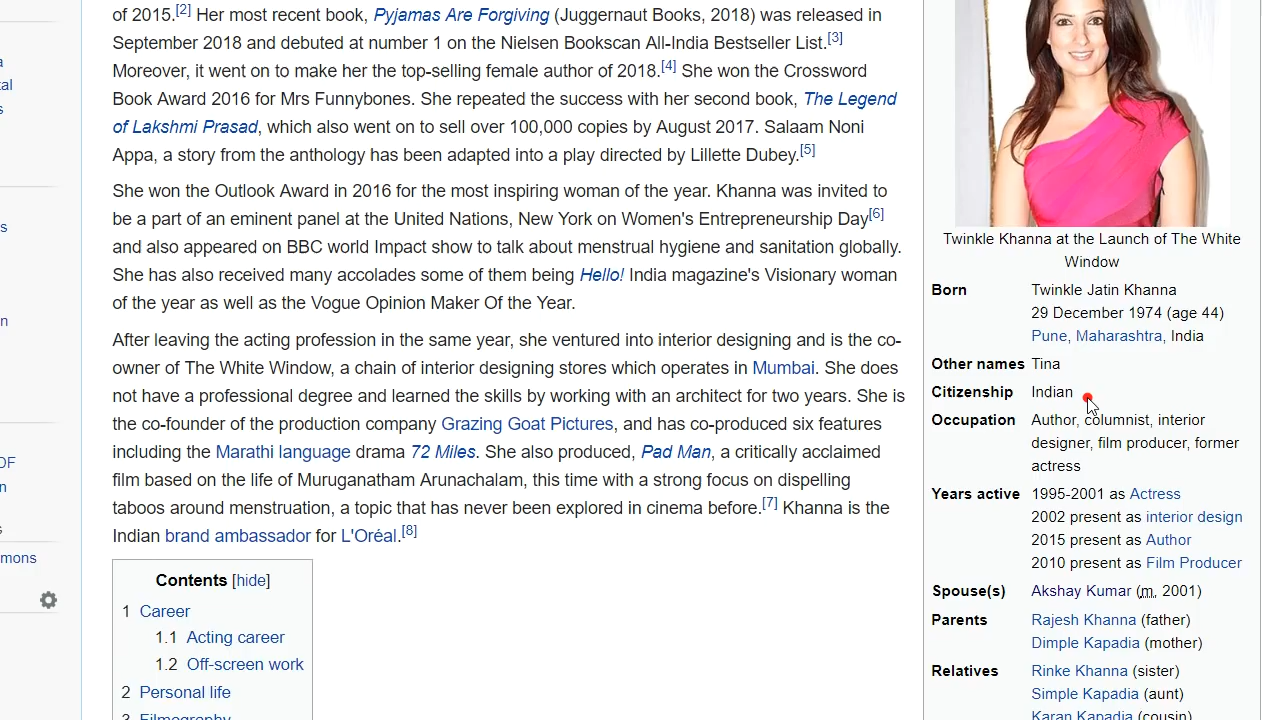 of 2015.[2] Her most recent book, Pyjamas Are Forgiving (Juggernaut Books, 2018) was released in
September 2018 and debuted at number 1 on the Nielsen Bookscan All-India Bestseller List.[3]
Moreover, it went on to make her the top-selling female author of 2018.[4] She won the Crossword
Book Award 2016 for Mrs Funnybones. She repeated the success with her second book, The Legend
of Lakshmi Prasad, which also went on to sell over 100,000 copies by August 2017. Salaam Noni
Appa, a story from the anthology has been adapted into a play directed by Lillette Dubey.[5]
She won the Outlook Award in 2016 for the most inspiring woman of the year. Khanna was invited to
be a part of an eminent panel at the United Nations, New York on Women's Entrepreneurship Day[6]
and also appeared on BBC world Impact show to talk about menstrual hygiene and sanitation globally.
She has also received many accolades some of them being Hello! India magazine's Visionary woman
of the year as well as the Vogue Opinion Maker Of the Year.
After leaving the acting profession in the same year, she ventured into interior designing and is the co-
owner of The White Window, a chain of interior designing stores which operates in Mumbai. She does
not have a professional degree and learned the skills by working with an architect for two years. She is
the co-founder of the production company Grazing Goat Pictures, and has co-produced six features
including the Marathi language drama 72 Miles. She also produced, Pad Man, a critically acclaimed
film based on the life of Muruganatham Arunachalam, this time with a strong focus on dispelling
taboos around menstruation, a topic that has never been explored in cinema before.[7] Khanna is the
Indian brand ambassador for L'Oréal.[8]
Contents [hide]
1 Career
1.1 Acting career
1.2 Off-screen work
2 Personal life
3 Filmography
Twinkle Khanna at the Launch of The White
Window
Born Twinkle Jatin Khanna
29 December 1974 (age 44)
Pune, Maharashtra, India
Other names Tina
Citizenship Indian
Occupation Author, columnist, interior
designer, film producer, former
actress
Years active 1995-2001 as Actress
2002 present as interior design
2015 present as Author
2010 present as Film Producer
Spouse(s) Akshay Kumar (m. 2001)
Parents Rajesh Khanna (father)
Dimple Kapadia (mother)
Relatives Rinke Khanna (sister)
Simple Kapadia (aunt)
Karan Kapadia (cousin)